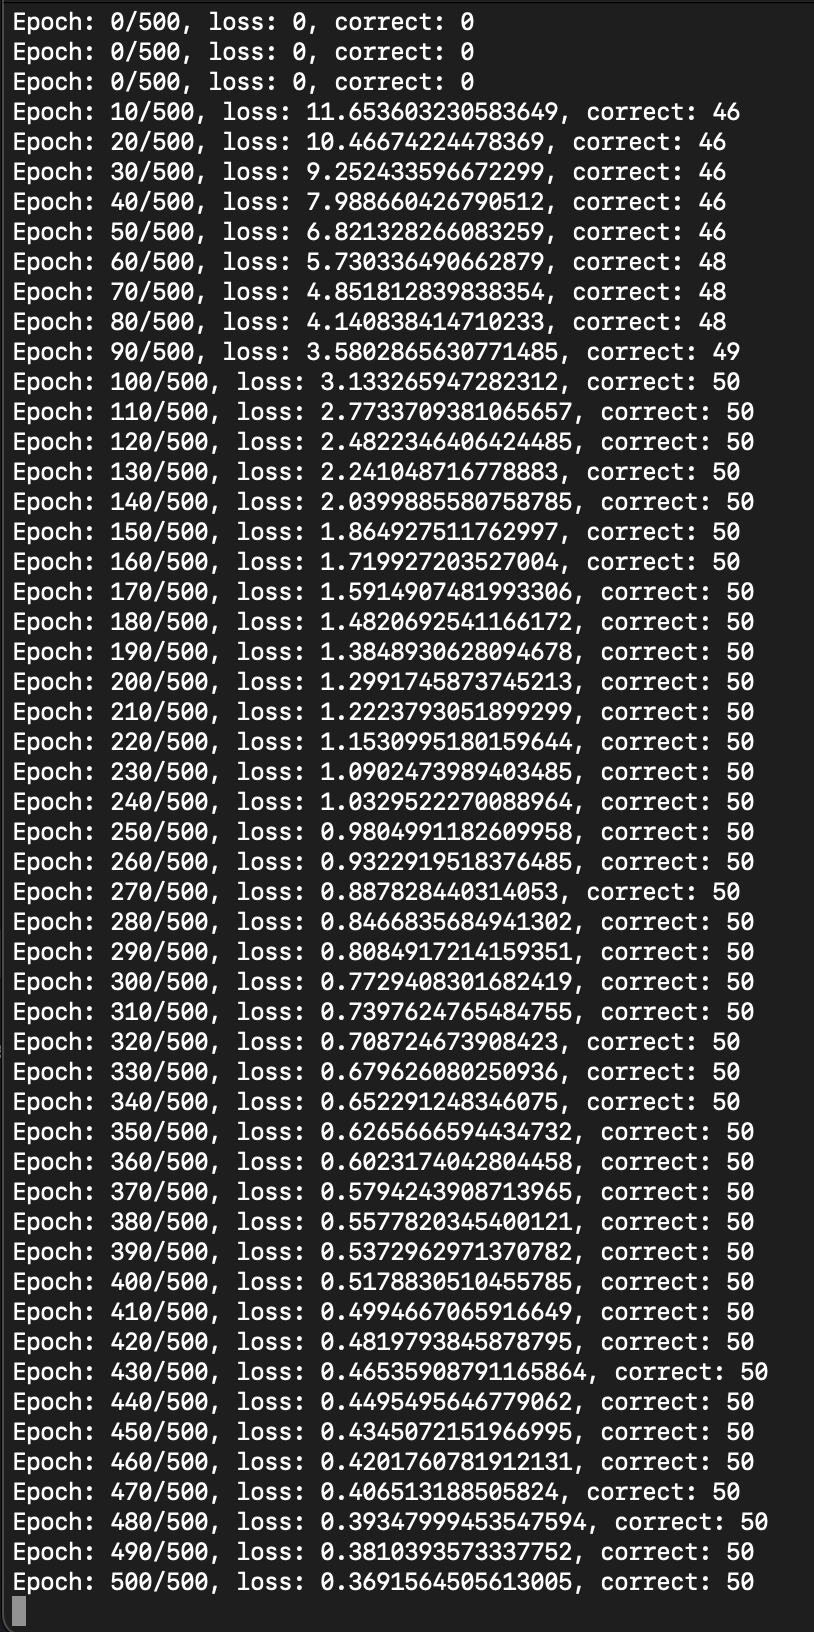 Epoch: 0/500, loss: 0, correct: 0
Epoch: 0/500, loss: 0, correct: 0
Epoch: 0/500, loss: 0, correct: 0
Epoch: 10/500, loss: 11.653603230583649, correct: 46
Epoch: 20/500, loss: 10.46674224478369, correct: 46
Epoch: 30/500, loss: 9.252433596672299, correct: 46
Epoch: 40/500, loss: 7.988660426790512, correct: 46
Epoch: 50/500, loss: 6.821328266083259, correct: 46
Epoch: 60/500, loss: 5.730336490662879, correct: 48
Epoch: 70/500, loss: 4.851812839838354, correct: 48
Epoch: 80/500, loss: 4.140838414710233, correct: 48
Epoch: 90/500, loss: 3.5802865630771485, correct: 49
Epoch: 100/500, loss: 3.133265947282312, correct: 50
Epoch: 110/500, loss: 2.7733709381065657, correct: 50
Epoch: 120/500, loss: 2.4822346406424485, correct: 50
Epoch: 130/500, loss: 2.241048716778883, correct: 50
Epoch: 140/500, loss: 2.0399885580758785, correct: 50
Epoch: 150/500, loss: 1.864927511762997, correct: 50
Epoch: 160/500, loss: 1.719927203527004, correct: 50
Epoch: 170/500, loss: 1.5914907481993306, correct: 50
Epoch: 180/500, loss: 1.4820692541166172, correct: 50
Epoch: 190/500, loss: 1.3848930628094678, correct: 50
Epoch: 200/500, loss: 1.2991745873745213, correct: 50
Epoch: 210/500, loss: 1.2223793051899299, correct: 50
Epoch: 220/500, loss: 1.1530995180159644, correct: 50
Epoch: 230/500, loss: 1.0902473989403485, correct: 50
Epoch: 240/500, loss: 1.0329522270088964, correct: 50
Epoch: 250/500, loss: 0.9804991182609958, correct: 50
Epoch: 260/500, loss: 0.9322919518376485, correct: 50
Epoch: 270/500, loss: 0.887828440314053, correct: 50
Epoch: 280/500, loss: 0.8466835684941302, correct: 50
Epoch: 290/500, loss: 0.8084917214159351, correct: 50
Epoch: 300/500, loss: 0.7729408301682419, correct: 50
Epoch: 310/500, loss: 0.7397624765484755, correct: 50
Epoch: 320/500, loss: 0.708724673908423, correct: 50
Epoch: 330/500, loss: 0.679626080250936, correct: 50
Epoch: 340/500, loss: 0.652291248346075, correct: 50
Epoch: 350/500, loss: 0.6265666594434732, correct: 50
Epoch: 360/500, loss: 0.6023174042804458, correct: 50
Epoch: 370/500, loss: 0.5794243908713965, correct: 50
Epoch: 380/500, loss: 0.5577820345400121, correct: 50
Epoch: 390/500, loss: 0.5372962971370782, correct: 50
Epoch: 400/500, loss: 0.5178830510455785, correct: 50
Epoch: 410/500, loss: 0.4994667065916649, correct: 50
Epoch: 420/500, loss: 0.4819793845878795, correct: 50
Epoch: 430/500, loss: 0.46535908791165864, correct: 50
Epoch: 440/500, loss: 0.4495495646779062, correct: 50
Epoch: 450/500, loss: 0.4345072151966995, correct: 50
Epoch: 460/500, loss: 0.4201760781912131, correct: 50
Epoch: 470/500, loss: 0.406513188505824, correct: 50
Epoch: 480/500, loss: 0.39347999453547594, correct: 50
Epoch: 490/500, loss: 0.3810393573337752, correct: 50
Epoch: 500/500, loss: 0.3691564505613005, correct: 50